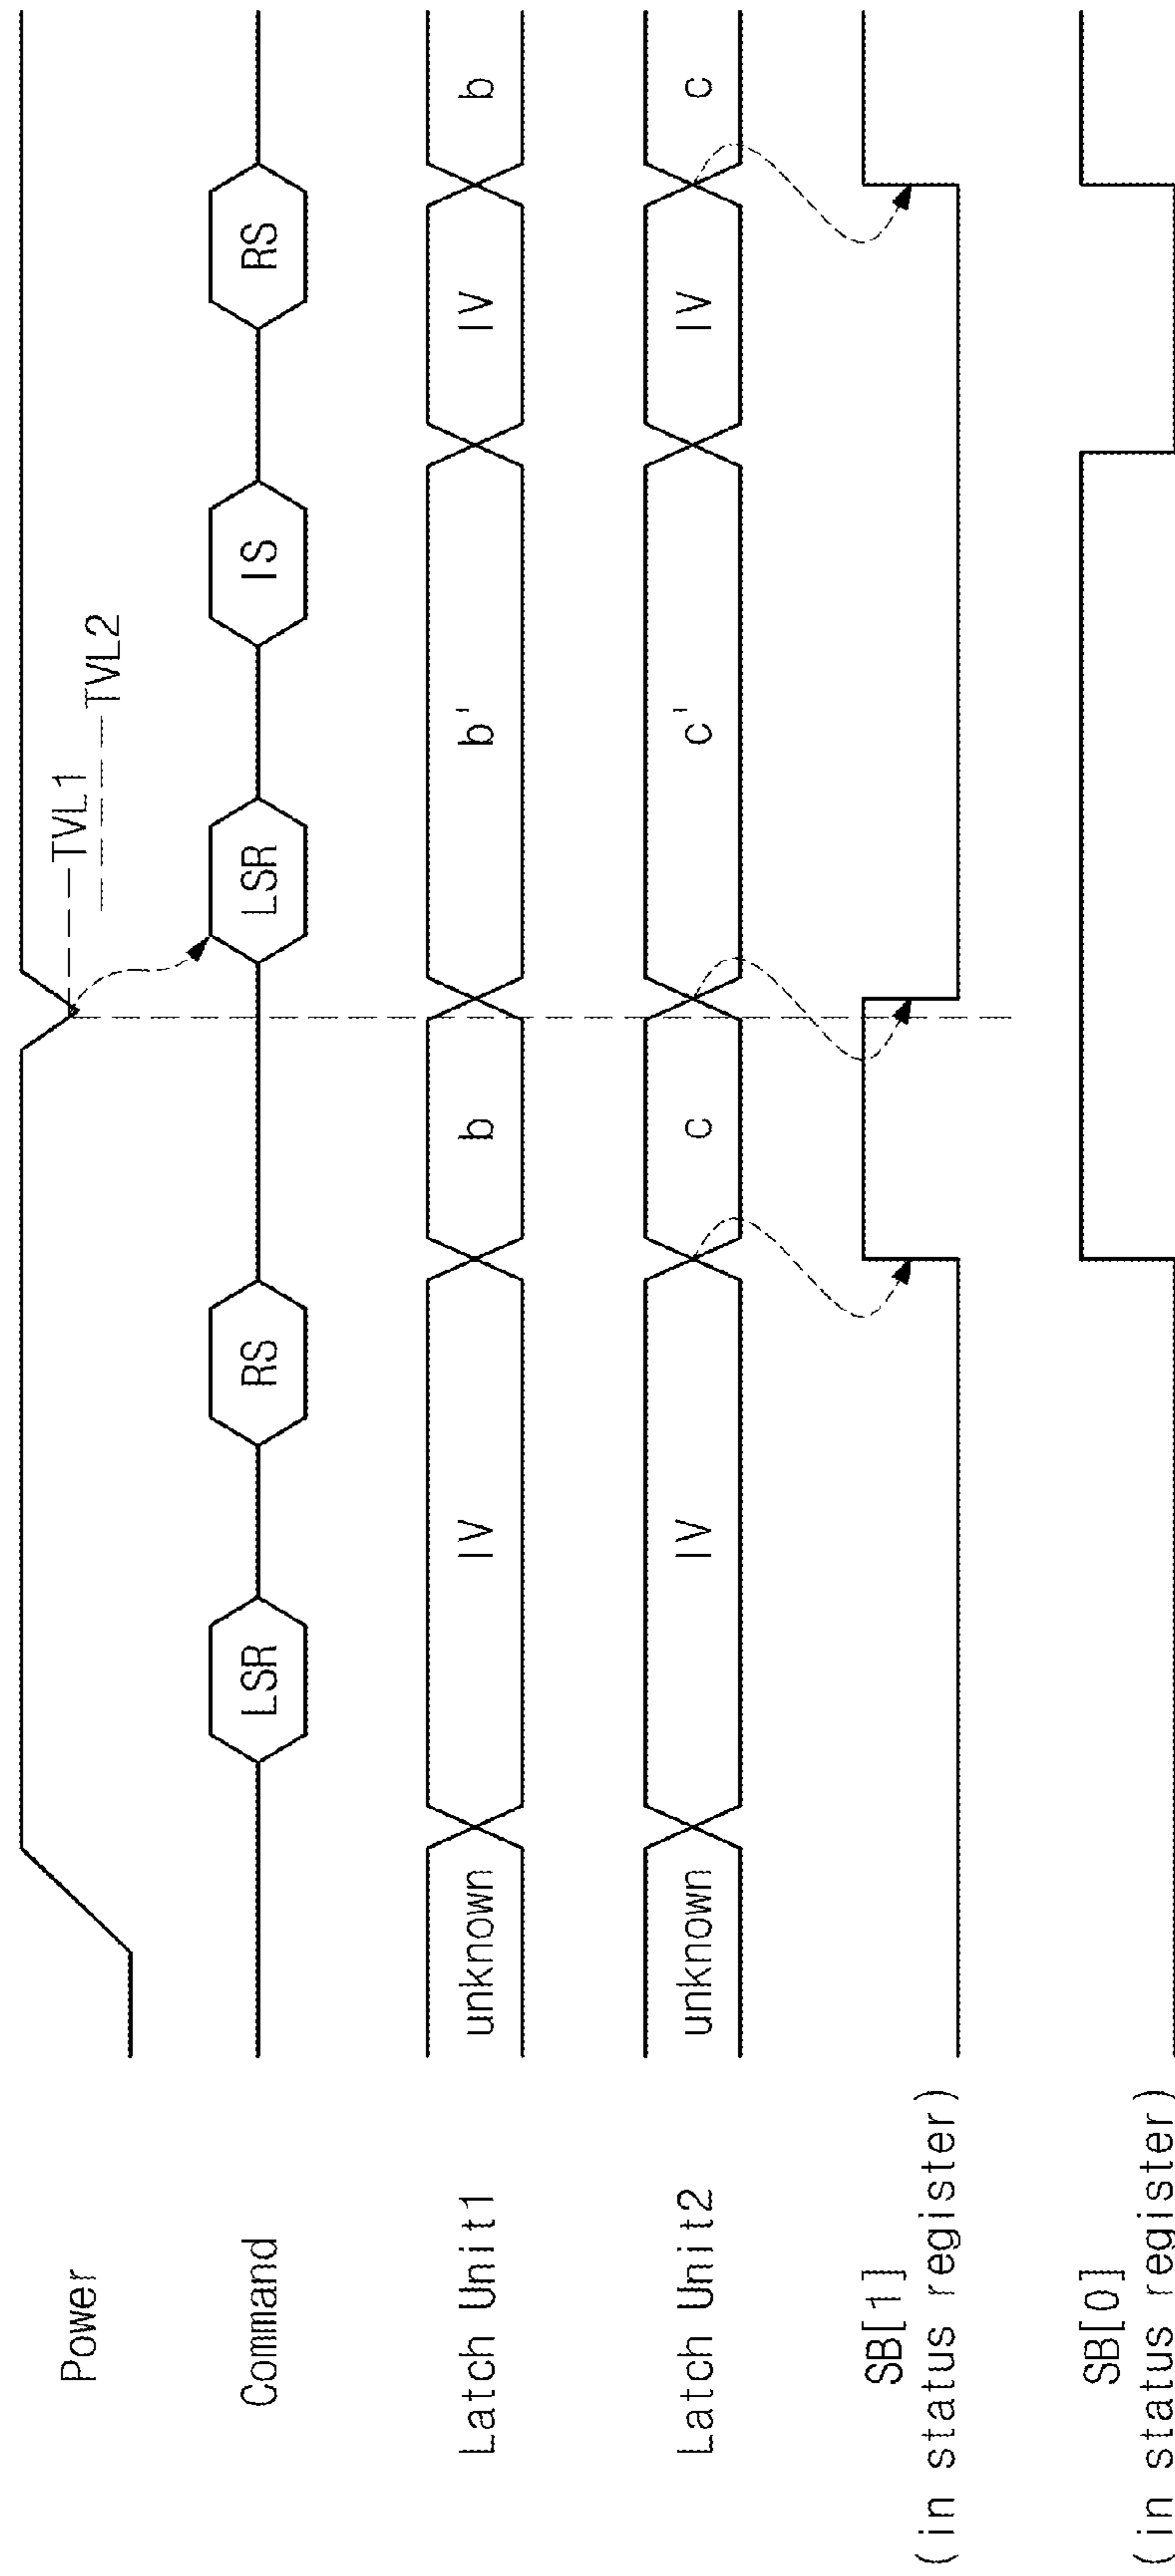 Power
TVL1
TVL2
Command
LSR
RS
LSR
IS
RS
Latch Unit1
unknown
IV
b
b'
IV
b
Latch Unit2
unknown
IV
c
c'
IV
c
SB[1]
(in status register)
SB[0]
(in status register)